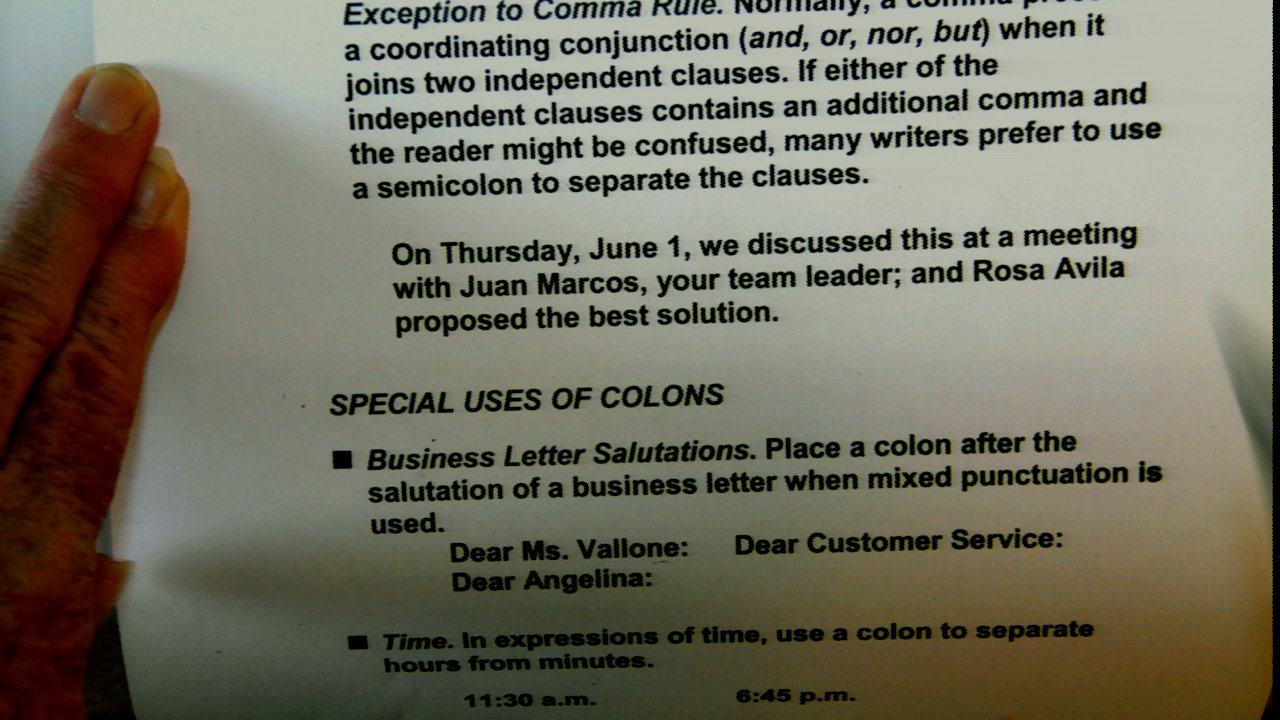 Exception to Comma Rule. Normally, a comma
a coordinating conjunction (and, or, nor, but) when it
joins two independent clauses. If either of the
independent clauses contains an additional comma and
the reader might be confused, many writers prefer to use
a semicolon to separate the clauses.
On Thursday, June 1, we discussed this at a meeting
with Juan Marcos, your team leader; and Rosa Avila
proposed the best solution.
SPECIAL USES OF COLONS
■ Business Letter Salutations. Place a colon after the
salutation of a business letter when mixed punctuation is
used.
Dear Ms. Vallone: Dear Customer Service:
Dear Angelina:
■ Time. In expressions of time, use a colon to separate
hours from minutes.
11:30 a.m. 6:45 p.m.